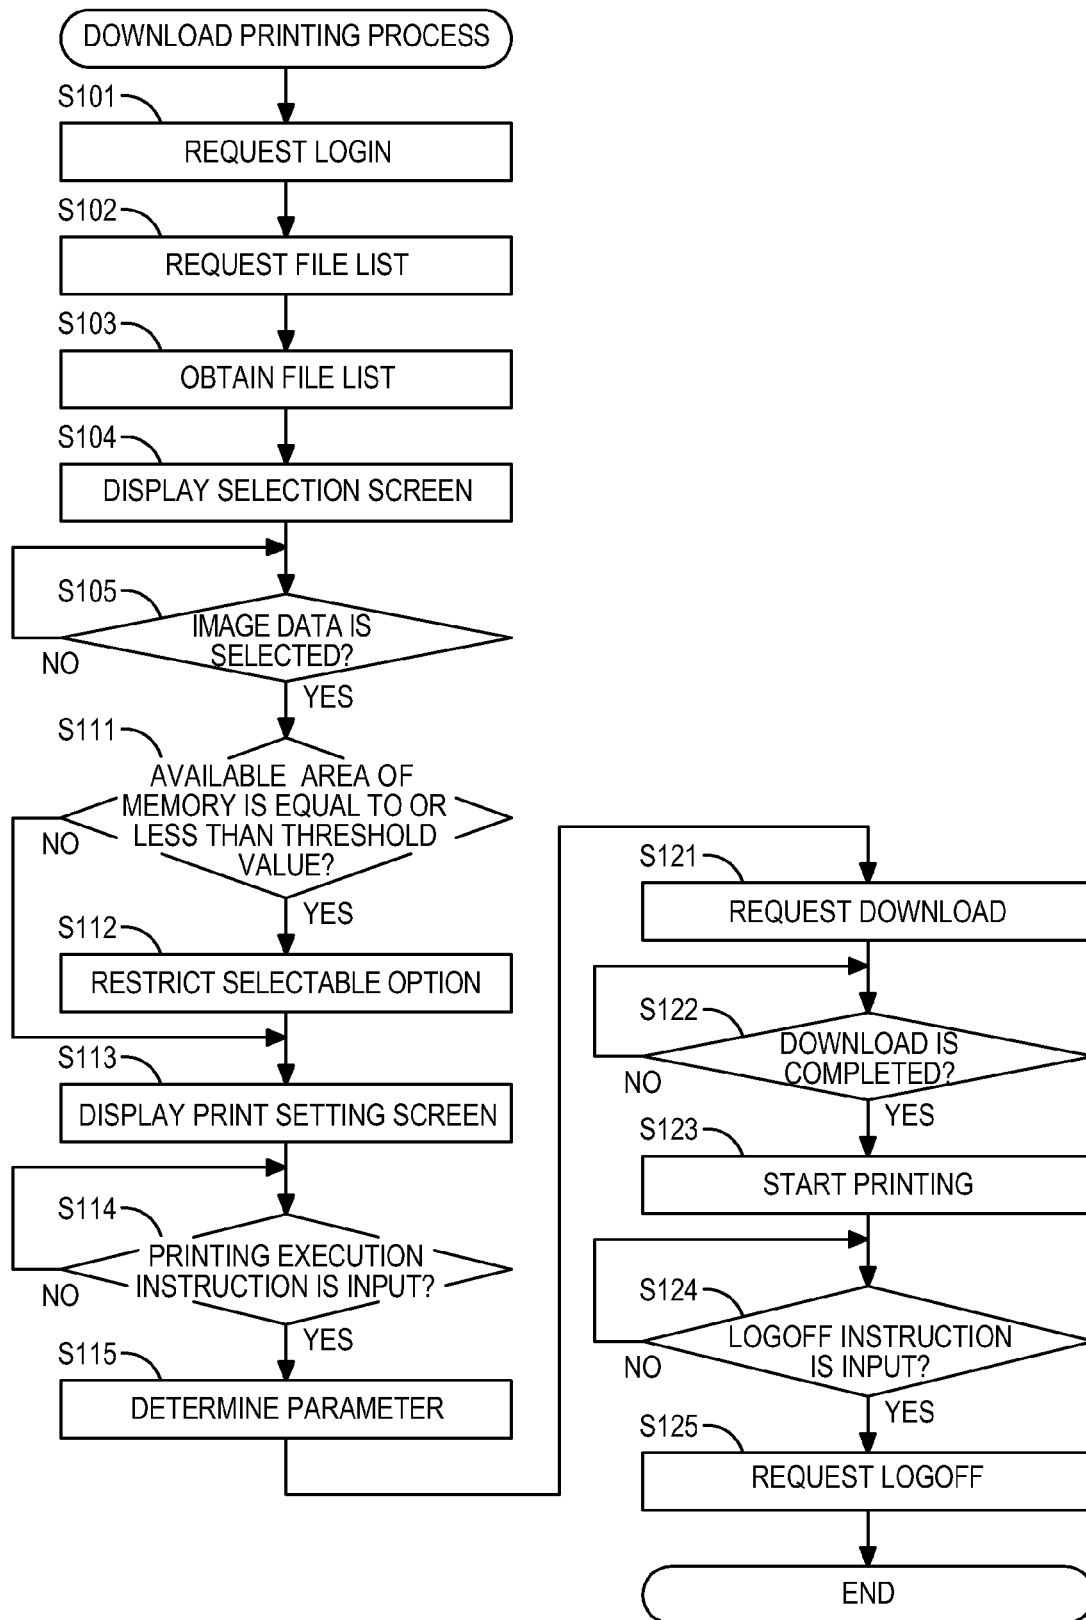 DOWNLOAD PRINTING PROCESS
S101
REQUEST LOGIN
S102
REQUEST FILE LIST
S103
OBTAIN FILE LIST
S104
DISPLAY SELECTION SCREEN
S105
IMAGE DATA IS
SELECTED?
NO
YES
S111
AVAILABLE AREA OF
MEMORY IS EQUAL TO OR
LESS THAN THRESHOLD
VALUE?
NO
YES
S112
RESTRICT SELECTABLE OPTION
S113
DISPLAY PRINT SETTING SCREEN
S114
PRINTING EXECUTION
INSTRUCTION IS INPUT?
NO
YES
S115
DETERMINE PARAMETER
S121
REQUEST DOWNLOAD
S122
DOWNLOAD IS
COMPLETED?
NO
YES
S123
START PRINTING
S124
LOGOFF INSTRUCTION
IS INPUT?
NO
YES
S125
REQUEST LOGOFF
END